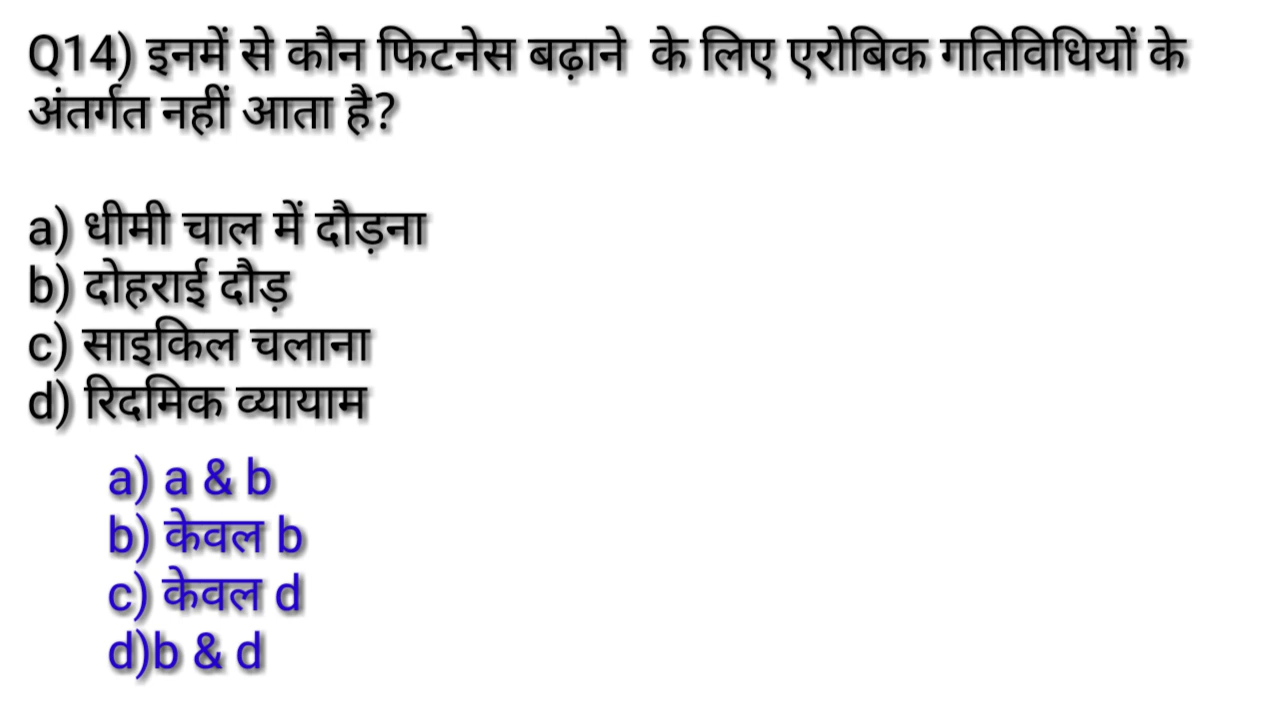 Q14) इनमें से कौन फिटनेस बढ़ाने के लिए एरोबिक गतिविधियों के
अंतर्गत नहीं आता है?
a) धीमी चाल में दौड़ना
b) दोहराई दौड़
c) साइकिल चलाना
d) रिदमिक व्यायाम
a) a & b
b) केवल b
c) केवल d
d)b & d